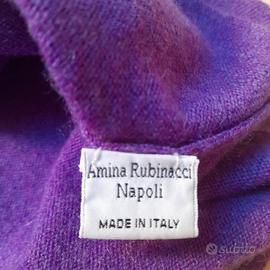 Amina Rubinacci
Napoli
MADE IN ITALY
subito